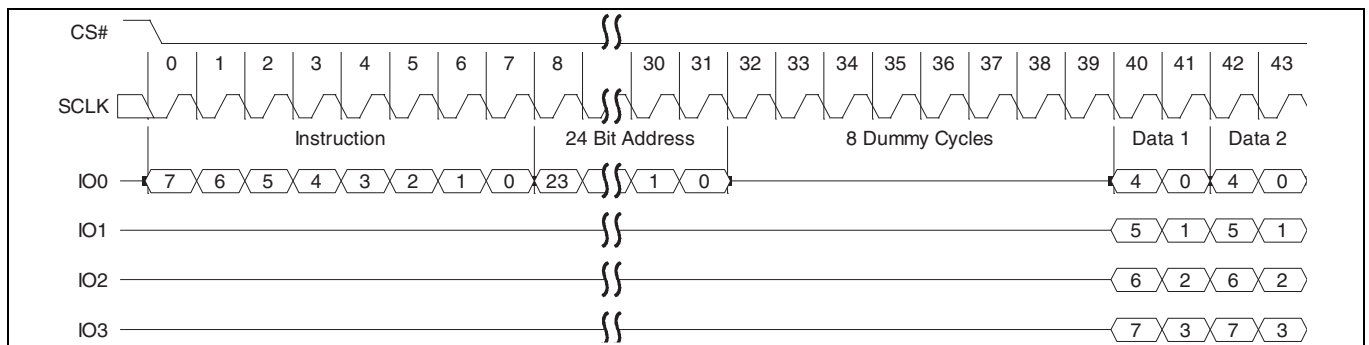 CS#
0 1 2 3 4 5 6 7 8 30 31 32 33 34 35 36 37 38 39 40 41 42 43
SCLK
Instruction 24 Bit Address 8 Dummy Cycles Data 1 Data 2
IO0 7 6 5 4 3 2 1 0 23 1 0 4 0 4 0
IO1 5 1 5 1
IO2 6 2 6 2
IO3 7 3 7 3